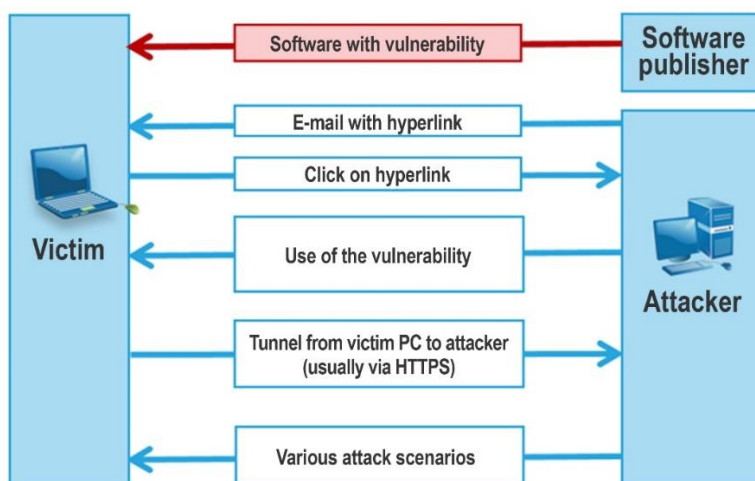 Software with vulnerability
Software
publisher
E-mail with hyperlink
Click on hyperlink
Victim
Use of the vulnerability
Attacker
Tunnel from victim PC to attacker
(usually via HTTPS)
Various attack scenarios